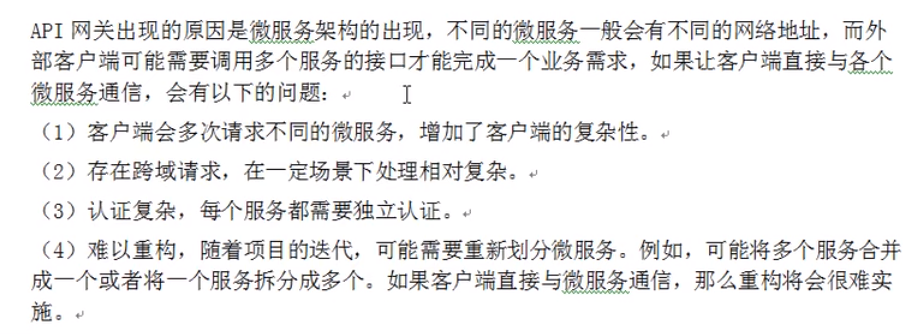 API 网关出现的原因是微服务架构的出现，不同的微服务一般会有不同的网络地址，而外
部客户端可能需要调用多个服务的接口才能完成一个业务需求，如果让客户端直接与各个
微服务通信，会有以下的问题：
（1）客户端会多次请求不同的微服务，增加了客户端的复杂性。
（2）存在跨域请求，在一定场景下处理相对复杂。
（3）认证复杂，每个服务都需要独立认证。
（4）难以重构，随着项目的迭代，可能需要重新划分微服务。例如，可能将多个服务合并
成一个或者将一个服务拆分成多个。如果客户端直接与微服务通信，那么重构将会很难实
施。